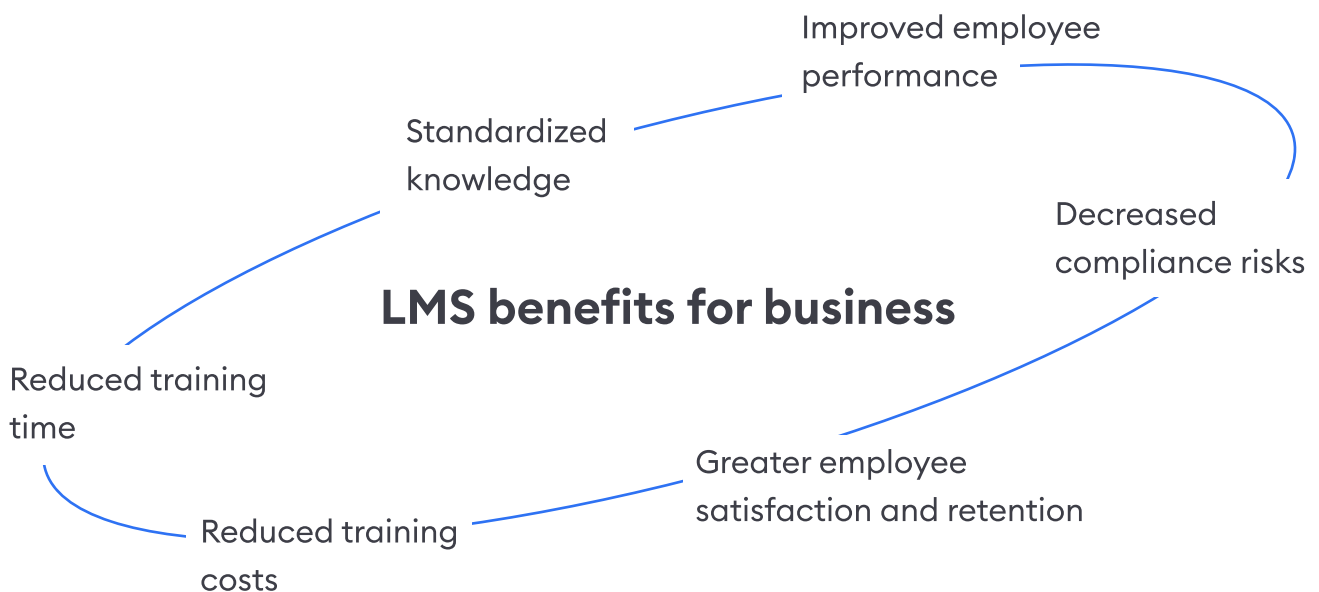 Improved employee
performance
Standardized
knowledge
Decreased
compliance risks
LMS benefits for business
Reduced training
time
Greater employee
satisfaction and retention
Reduced training
costs